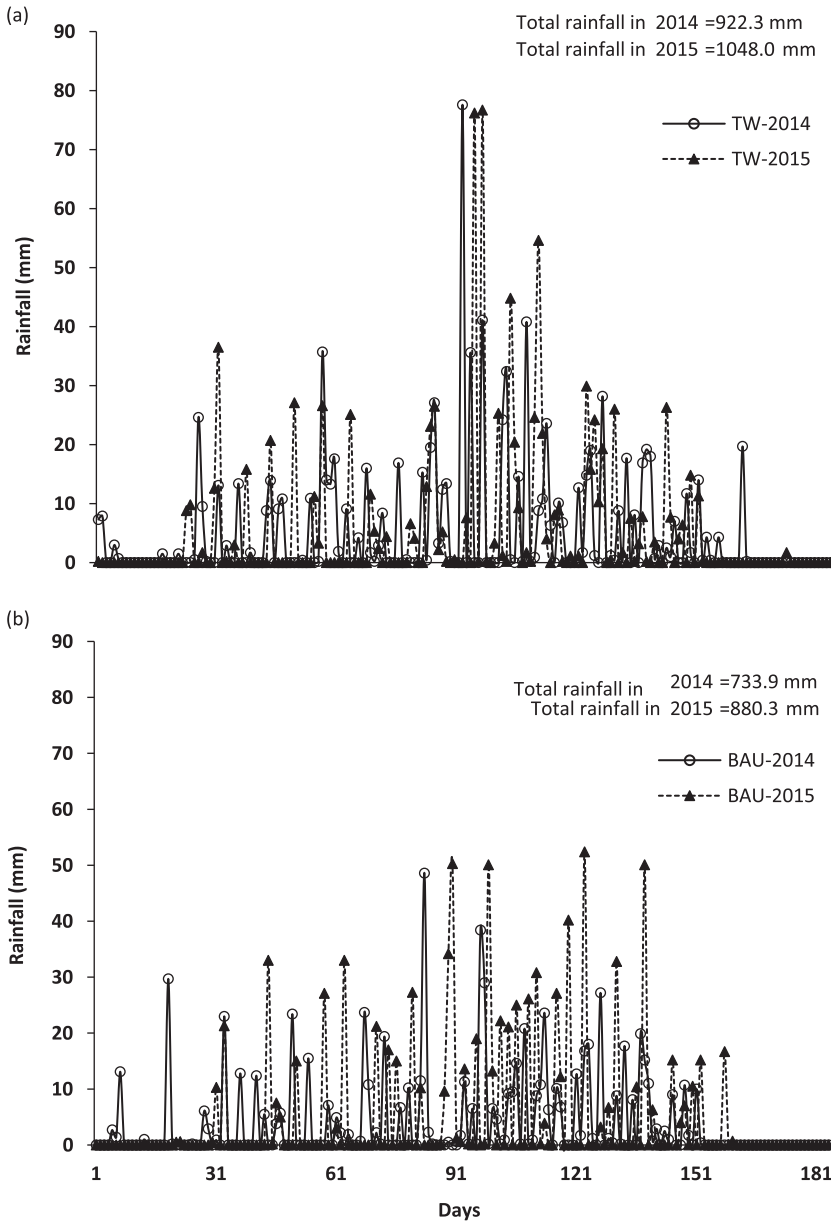 (a)
Total rainfall in 2014 =922.3 mm
Total rainfall in 2015 =1048.0 mm
TW-2014
TW-2015
Rainfall (mm)
90
80
70
60
50
40
30
20
10
0
(b)
Total rainfall in 2014 =733.9 mm
Total rainfall in 2015 =880.3 mm
BAU-2014
BAU-2015
Rainfall (mm)
90
80
70
60
50
40
30
20
10
0
1 31 61 91 121 151 181
Days